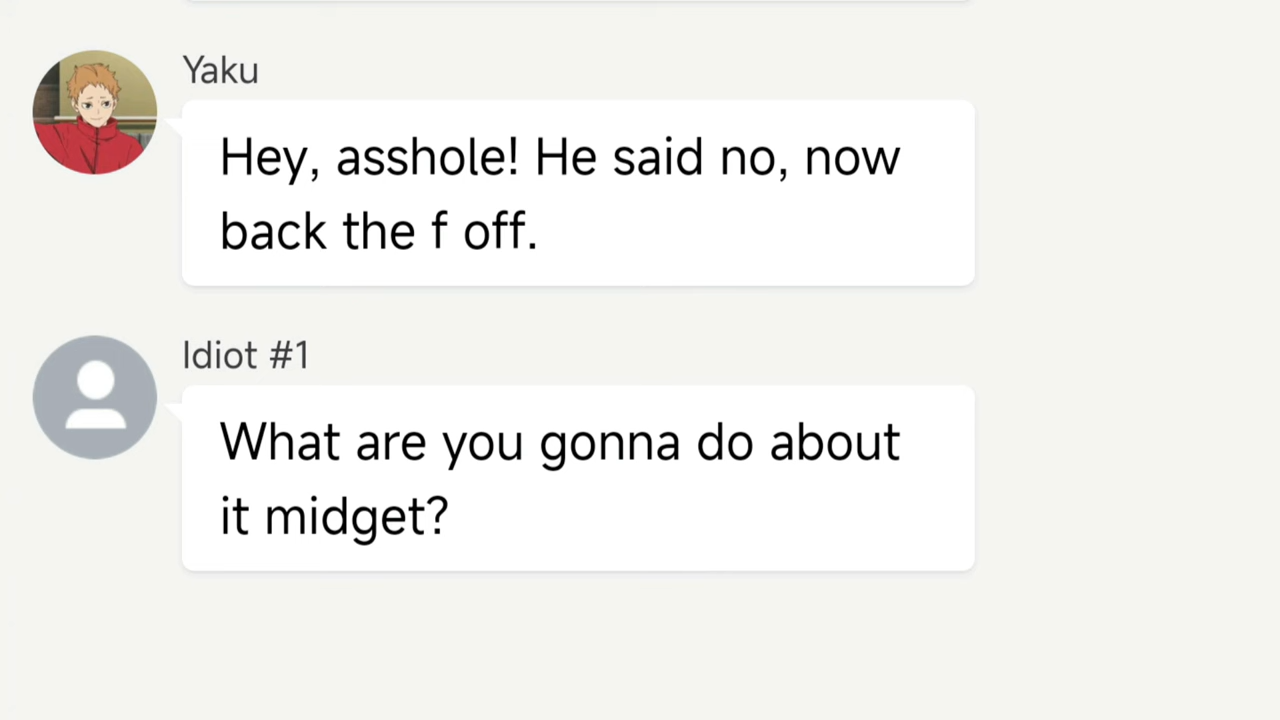 Yaku
Hey, asshole! He said no, now
back the f off.
Idiot #1
What are you gonna do about
it midget?